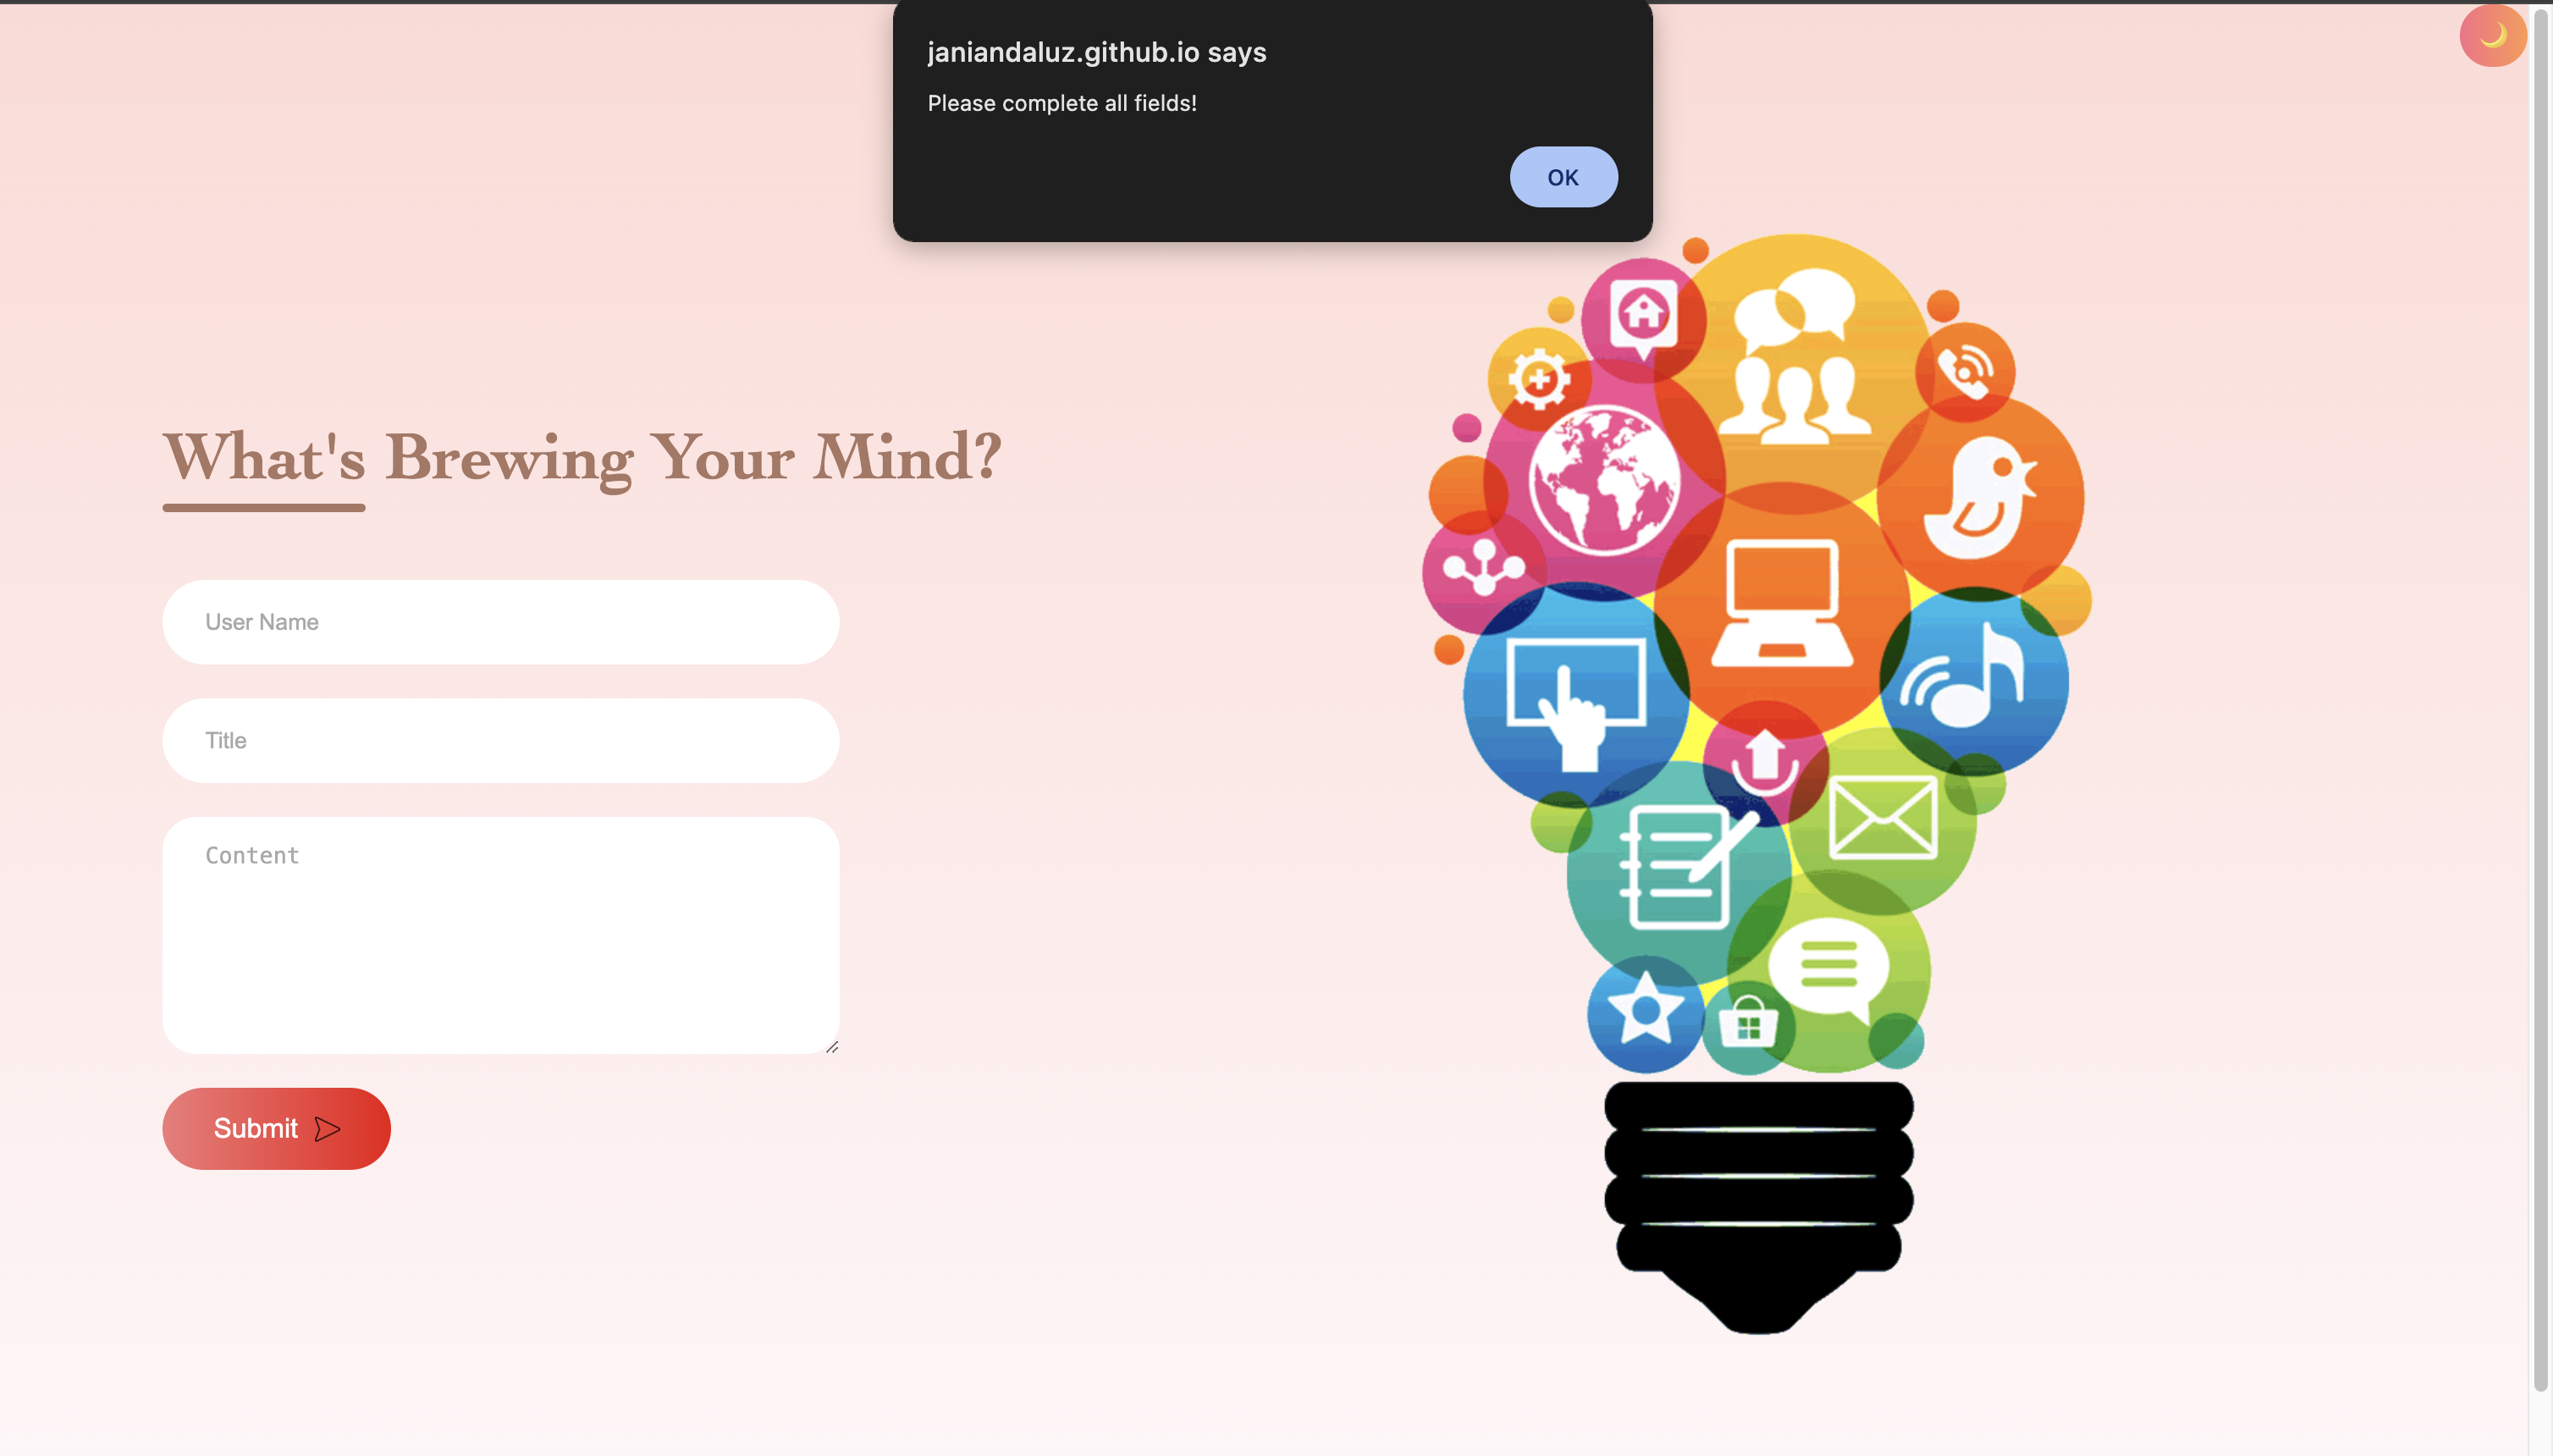 janiandaluz.github.io says
Please complete all fields!
OK
What's Brewing Your Mind?
User Name
Title
Content
Submit